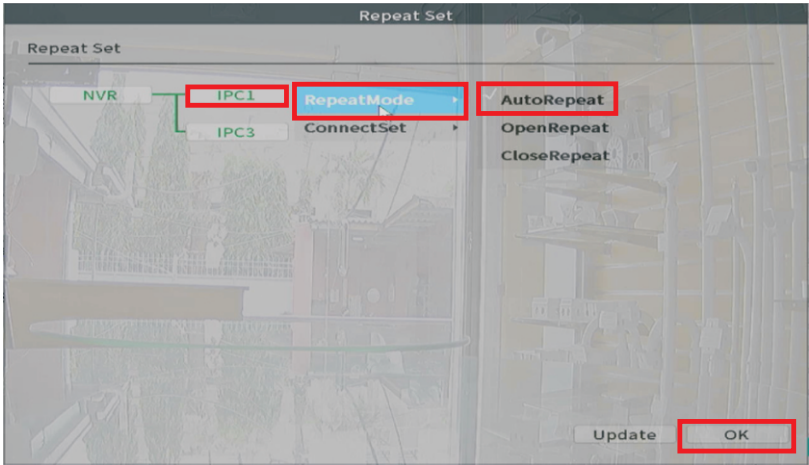 Repeat Set
Repeat Set
NVR IPC1 RepeatMode AutoRepeat
IPC3 ConnectSet OpenRepeat
CloseRepeat
Update OK